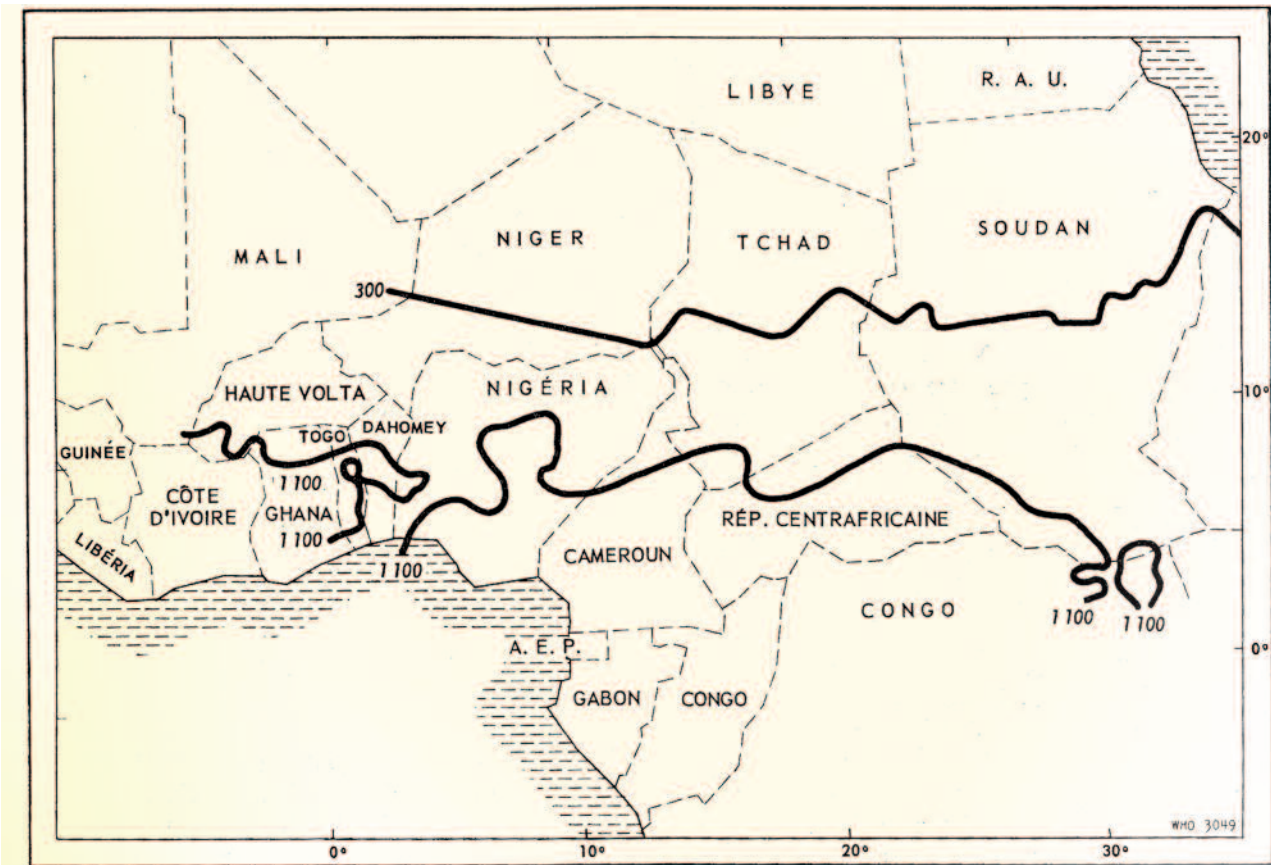 LIBYE
R. A. U.
20°
SOUDAN
NIGER
TCHAD
MALI
300
HAUTE VOLTA
NIGÉRIA
10°
TOGO
DAHOMEY
GUINÉE
1 100
CÔTE
D'IVOIRE
GHANA
RÉP. CENTRAFRICAINE
1 100
LIBÉRIA
CAMEROUN
1 100
CONGO
1 100
1 100
A. E. P.
0°
GABON
CONGO
WMO 3049
0°
10°
20°
30°